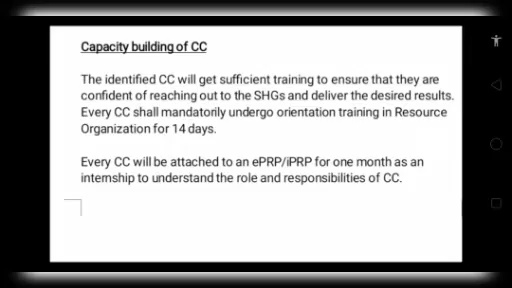 Capacity building of CC
The identified CC will get sufficient training to ensure that they are
confident of reaching out to the SHGs and deliver the desired results.
Every CC shall mandatorily undergo orientation training in Resource
Organization for 14 days.
Every CC will be attached to an ePRP/iPRP for one month as an
internship to understand the role and responsibilities of CC.